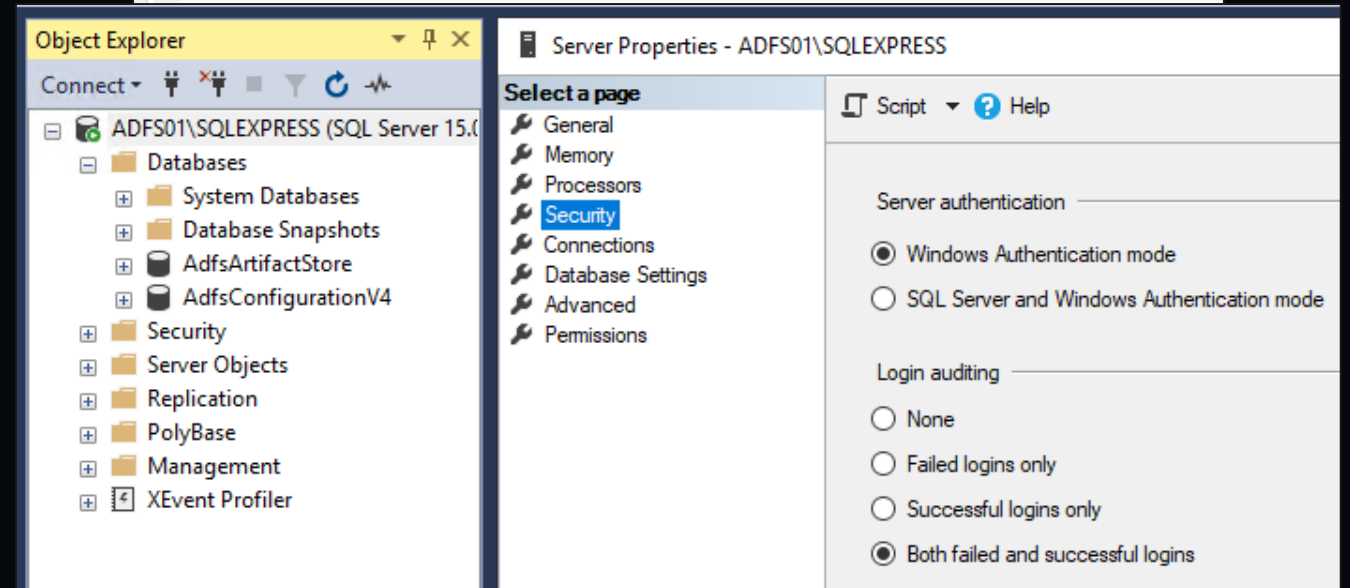 Object Explorer
Connect
ADFS01\SQLEXPRESS (SQL Server 15.0
Databases
System Databases
Database Snapshots
AdfsArtifactStore
AdfsConfigurationV4
Security
Server Objects
Replication
PolyBase
Management
XEvent Profiler
Server Properties - ADFS01\SQLEXPRESS
Select a page
General
Memory
Processors
Security
Connections
Database Settings
Advanced
Permissions
Script
Help
Server authentication
Windows Authentication mode
SQL Server and Windows Authentication mode
Login auditing
None
Failed logins only
Successful logins only
Both failed and successful logins